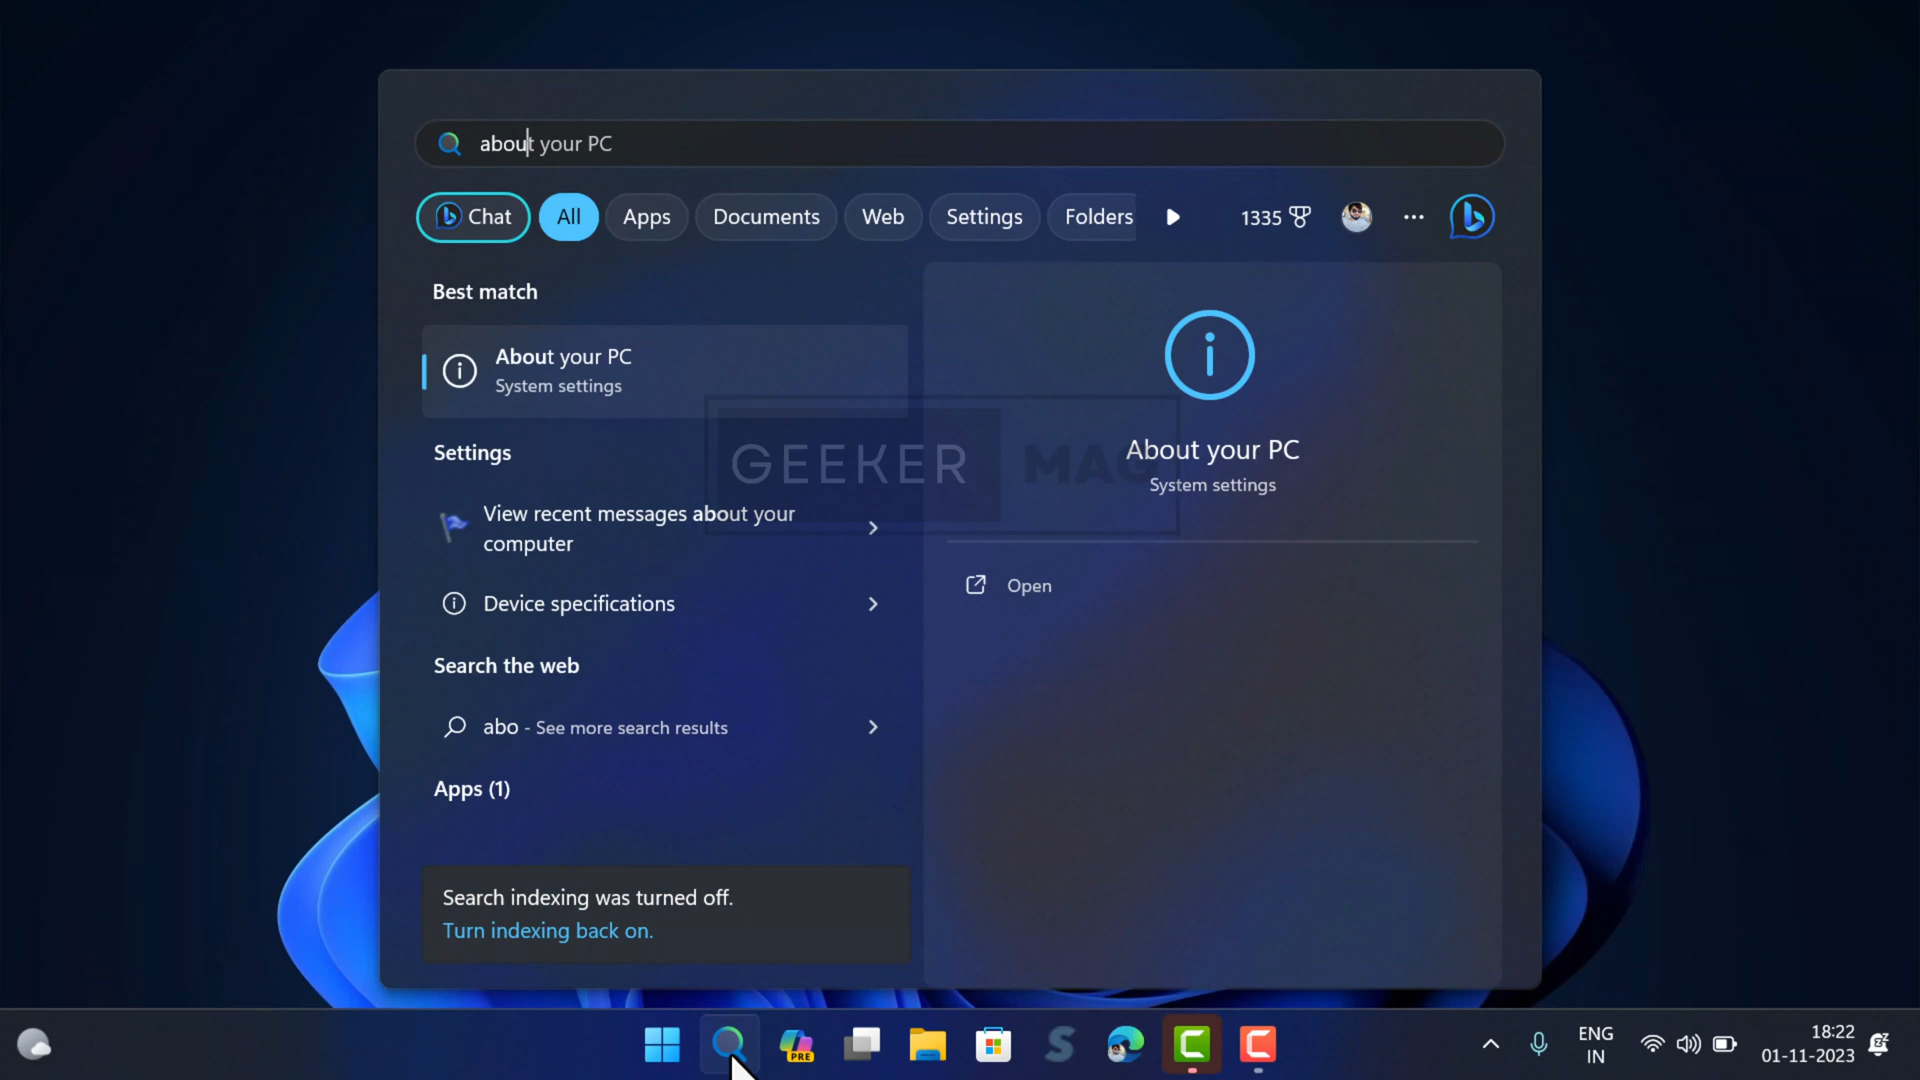 about your PC
Chat All Apps Documents Web Settings Folders 1335
Best match
About your PC
System settings
Settings
View recent messages about your
computer
Device specifications
Search the web
abo - See more search results
Apps (1)
Search indexing was turned off.
Turn indexing back on.
About your PC
System settings
Open
GEEKER MAG
PRE
ENG
IN
18:22
01-11-2023